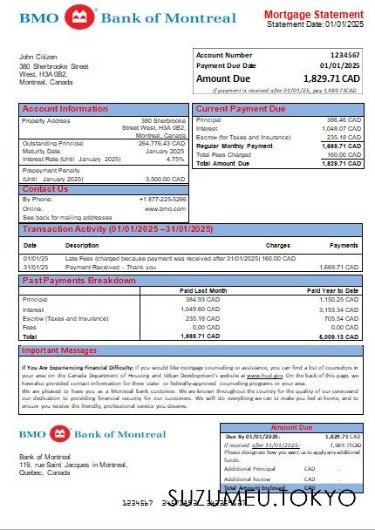 BMO Bank of Montreal
Mortgage Statement
Statement Date: 01/01/2025
John Citizen
380 Sherbrooke Street
West, H3A 0B2,
Montreal, Canada
Account Number 1234567
Payment Due Date 01/01/2025
Amount Due 1,829.71 CAD
If payment is received after 01/01/2025, pay 1,989.71CAD
Account Information
Property Address 380 Sherbrooke
Street West, H3A 0B2,
Montreal, Canada
Outstanding Principal 264,776.43 CAD
Maturity Date January 2025
Interest Rate (Until January 2025) 4.75%
Prepayment Penalty
(Until January 2025) 3,500.00 CAD
Current Payment Due
Principal 386.46 CAD
Interest 1,048.07 CAD
Escrow (for Taxes and Insurance) 235.18 CAD
Regular Monthly Payment 1,669.71 CAD
Total Fees Charged 160.00 CAD
Total Amount Due 1,829.71 CAD
Contact Us
By Phone: +1 877-225-5266
Online, www.bmo.com
See back for mailing addresses
Transaction Activity (01/01/2025 –31/01/2025)
Date Description Charges Payments
01/01/25 Late Fees (charged because payment was received after 31/01/2025) 160.00 CAD
31/01/25 Payment Received - Thank you 1,669.71 CAD
Past Payments Breakdown
Paid Last Month Paid Year to Date
Principal 384.93 CAD 1,150.25 CAD
Interest 1,049.60 CAD 3,153.34 CAD
Escrow (Taxes and Insurance) 235.18 CAD 705.54 CAD
Fees 0.00 CAD 0.00 CAD
Total 1,669.71 CAD 5,009.13 CAD
Important Messages
If You Are Experiencing Financial Difficulty: If you would like mortgage counseling or assistance, you can find a list of counselors in
your area on the Canada Department of Housing and Urban Development's website at www.hud.gov. On the back of this page, we
have also provided contact information for three state- or federally-approved counseling programs in your area.
We are pleased to have you as a Montreal bank customer. We are known throughout the country for the quality of our service and
our dedication to providing financial security for our customers. We will do everything we can to make your life easier, and to
ensure you receive the friendly, professional service you deserve.
BMO Bank of Montreal
Bank of Montreal
119, rue Saint Jacques in Montreal,
Quebec, Canada
Amount Due
Due By 01/01/2025: 1,829.71 CAD
If received after 31/01/2025: 1,989.71CAD
Please designate how you want us to apply any additional
funds.
Additional Principal CAD
Additional Escrow CAD
Total Amount Enclosed CAD
1234567
SUZUMEU.TOKYO